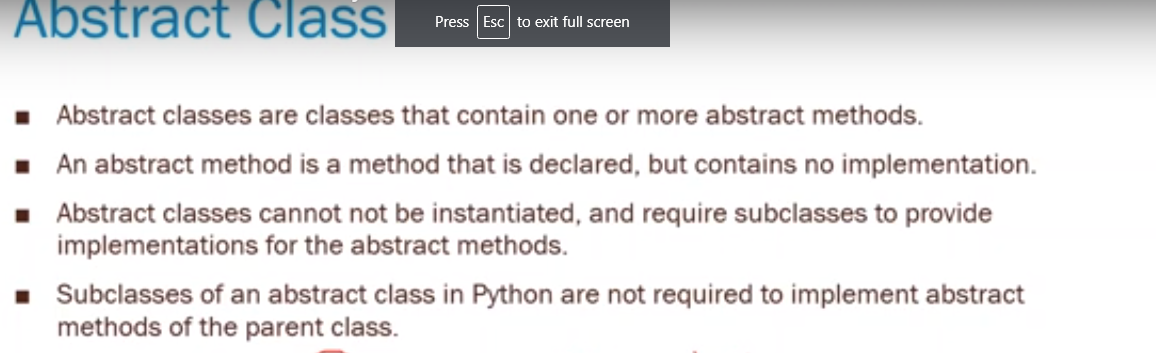 Abstract Class
Press Esc to exit full screen
Abstract classes are classes that contain one or more abstract methods.
An abstract method is a method that is declared, but contains no implementation.
Abstract classes cannot not be instantiated, and require subclasses to provide
implementations for the abstract methods.
Subclasses of an abstract class in Python are not required to implement abstract
methods of the parent class.